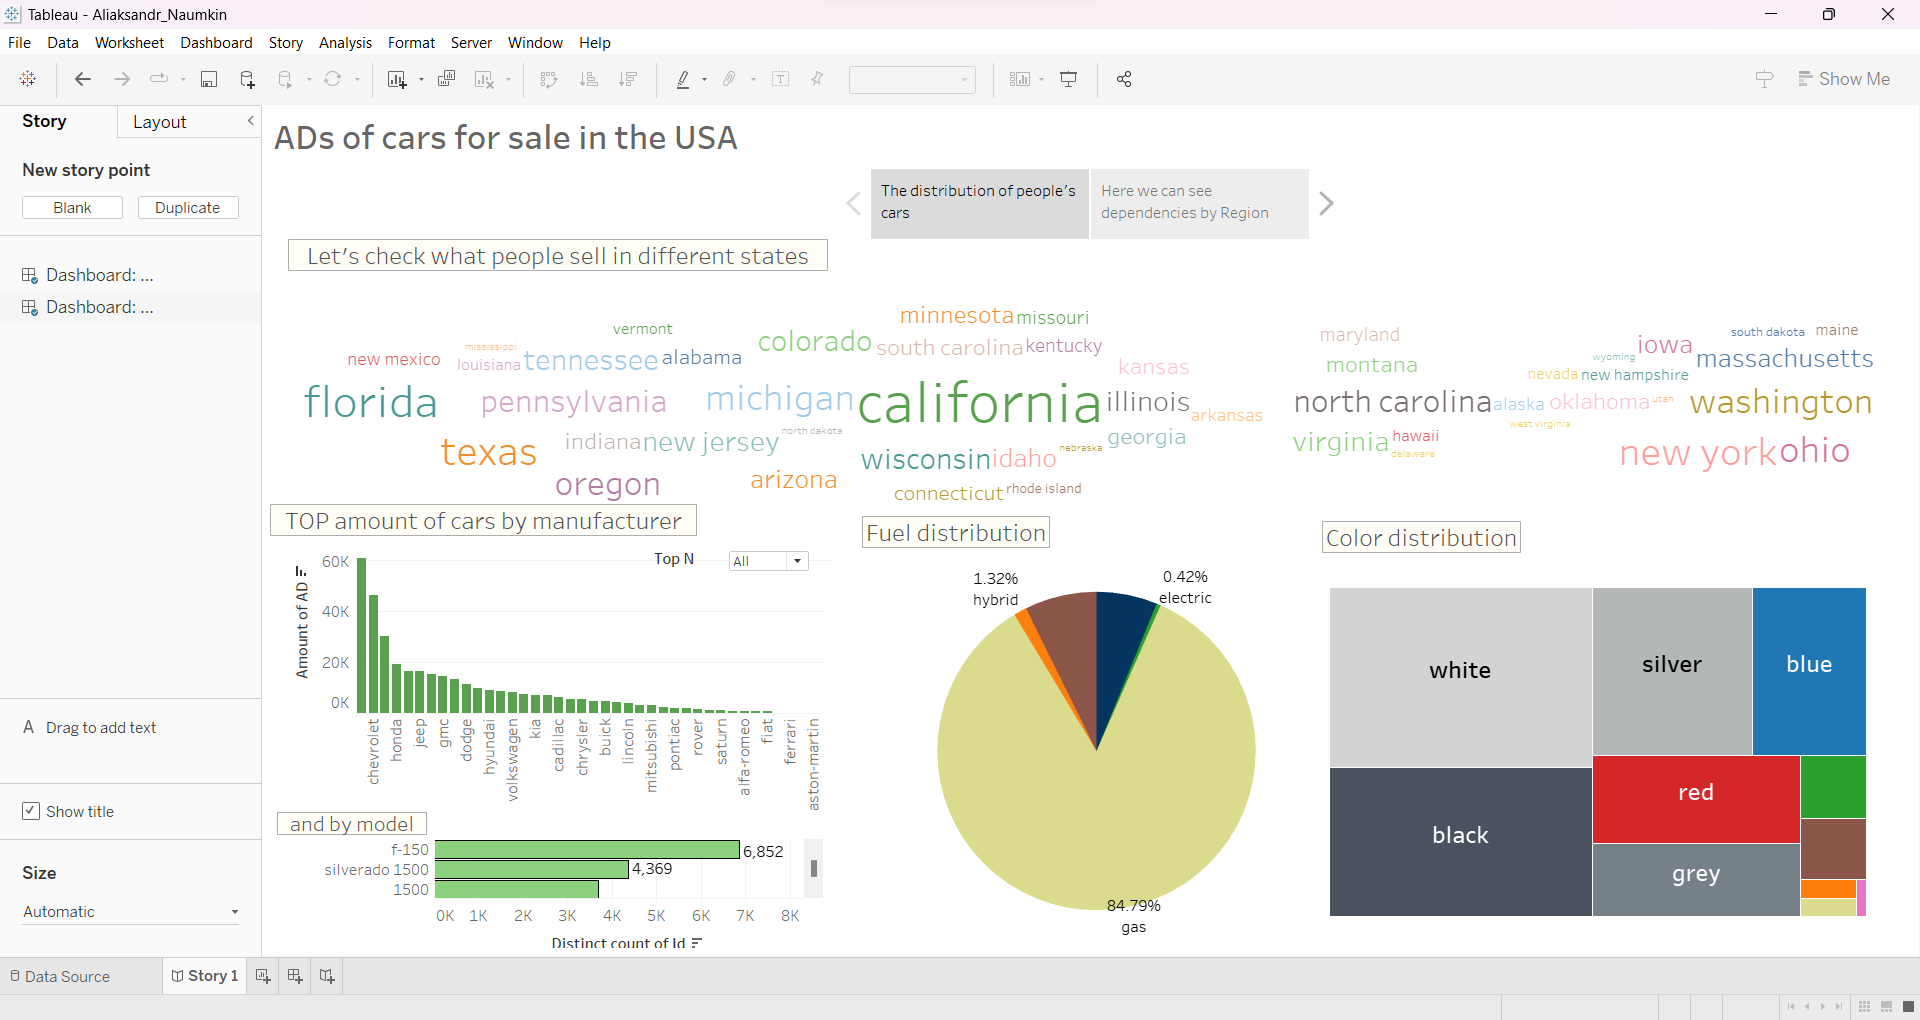 Tableau - Aliaksandr_Naumkin
File Data Worksheet Dashboard Story Analysis Format Server Window Help
Show Me
Story Layout
New story point
Blank Duplicate
Dashboard: ...
Dashboard: ...
A Drag to add text
Show title
Size
Automatic
ADs of cars for sale in the USA
The distribution of people's
cars
Here we can see
dependencies by Region
Let's check what people sell in different states
minnesota missouri
vermont
maryland
south dakota maine
mississippi
colorado
south carolina kentucky
iowa
new mexico
louisiana tennessee alabama
kansas
montana
wyoming
massachusetts
nevada new hampshire
florida
pennsylvania
michigan california illinois
arkansas
north carolina alaska oklahoma utah
washington
texas
indiana new jersey
north dakota
georgia
virginia hawaii
west virginia
delaware
wisconsin idaho
nebraska
new york ohio
oregon
arizona
connecticut rhode island
TOP amount of cars by manufacturer
Top N All
Amount of AD
60K
40K
20K
0K
chevrolet
honda
jeep
gmc
dodge
hyundai
volkswagen
kia
cadillac
chrysler
buick
lincoln
mitsubishi
pontiac
rover
saturn
alfa-romeo
fiat
ferrari
aston-martin
and by model
f-150 6,852
silverado 1500 4,369
1500
0K 1K 2K 3K 4K 5K 6K 7K 8K
Distinct count of Id
Fuel distribution
1.32%
hybrid
0.42%
electric
84.79%
gas
Color distribution
white
silver
blue
black
red
grey
Data Source
Story 1